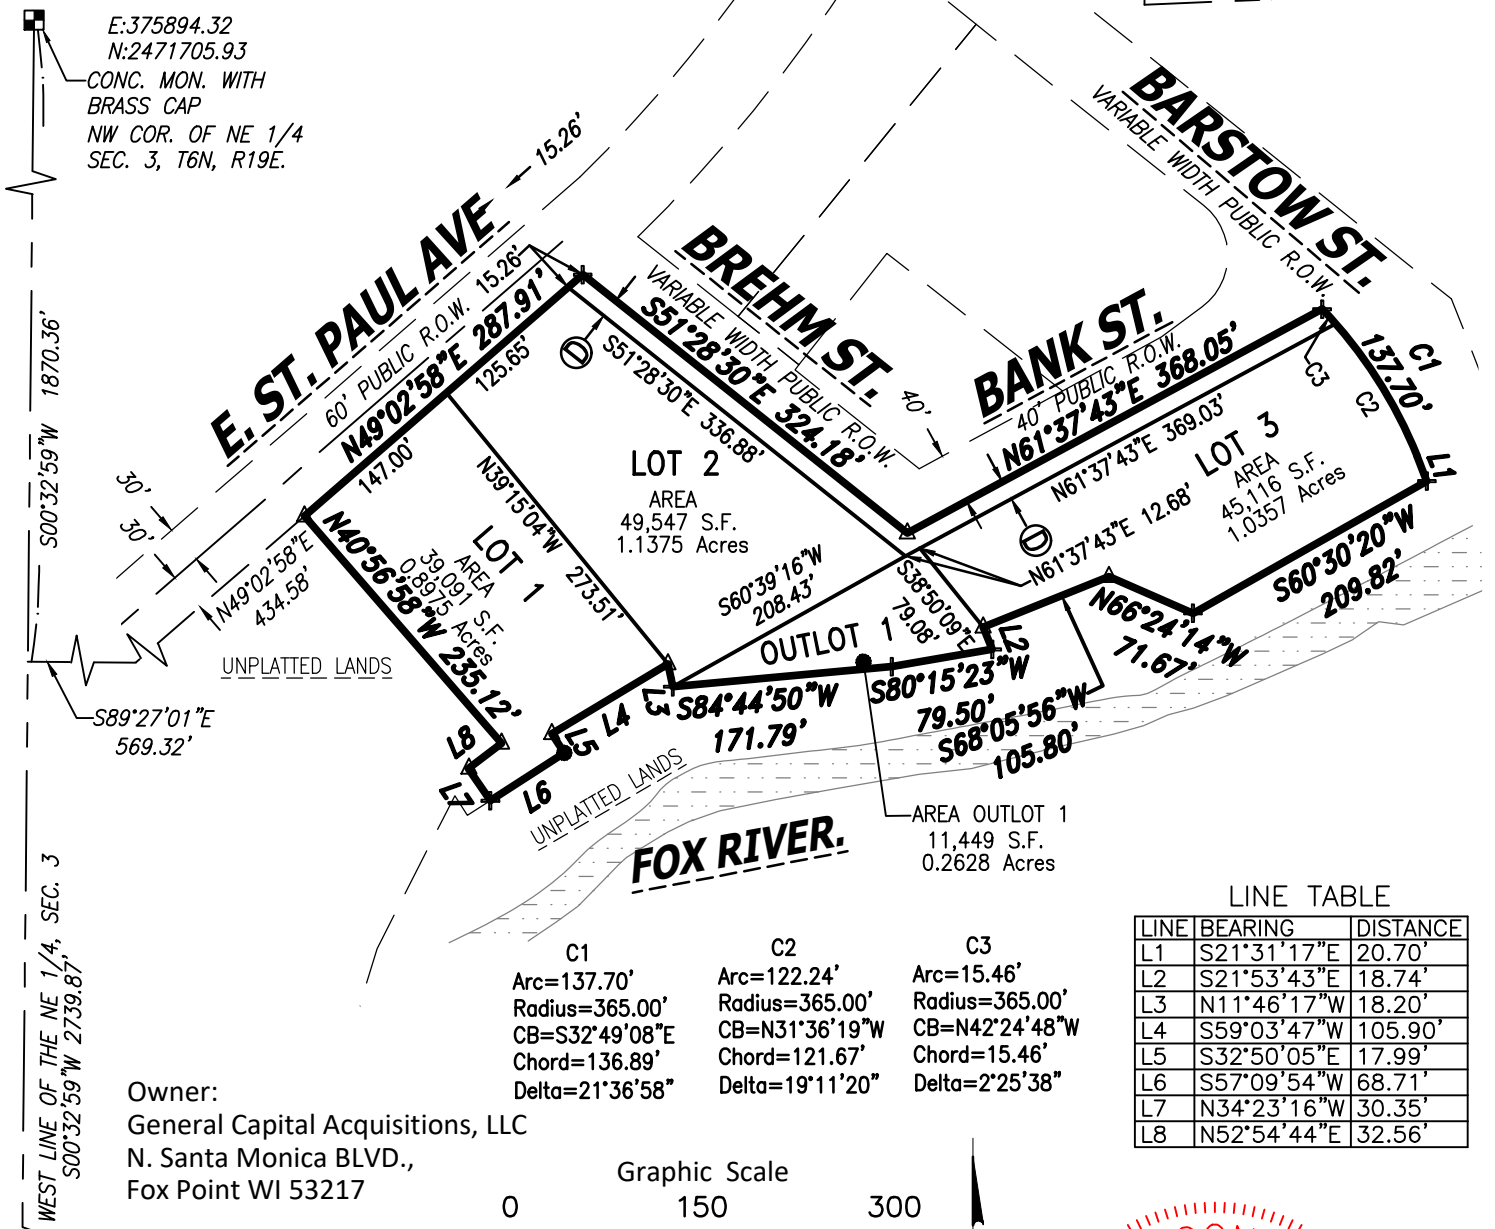 E:375894.32
N:2471705.93
CONC. MON. WITH
BRASS CAP
NW COR. OF NE 1/4
SEC. 3, T6N, R19E.
15.26'
E. ST. PAUL AVE
60' PUBLIC R.O.W.
15.26'
N49°02'58"E 287.91'
125.65'
147.00'
30'
30'
N49°02'58"E
434.58'
S00°32'59"W 1870.36'
BREHM ST.
VARIABLE WIDTH PUBLIC R.O.W.
S51°28'30"E 324.18'
S51°28'30"E 336.88'
D
BARSTOW ST.
VARIABLE WIDTH PUBLIC R.O.W.
BANK ST.
40' PUBLIC R.O.W.
40'
N61°37'43"E 368.05'
N61°37'43"E 369.03'
N61°37'43"E 12.68'
D
C1
137.70'
C2
C3
L1
LOT 3
AREA
45,116 S.F.
1.0357 Acres
S60°30'20"W
209.82'
LOT 2
AREA
49,547 S.F.
1.1375 Acres
N39°15'04"W 273.51'
LOT 1
AREA
39,091 S.F.
0.8975 Acres
N40°56'58"W 235.12'
S60°39'16"W
208.43'
OUTLOT 1
S38°50'09"E
79.08'
L2
N66°24'14"W
71.67'
S68°05'56"W
105.80'
S80°15'23"W
79.50'
S84°44'50"W
171.79'
L3
L4
L5
L6
L7
L8
UNPLATTED LANDS
UNPLATTED LANDS
S89°27'01"E
569.32'
FOX RIVER.
AREA OUTLOT 1
11,449 S.F.
0.2628 Acres
WEST LINE OF THE NE 1/4, SEC. 3
S00°32'59"W 2739.87'
C1
Arc=137.70'
Radius=365.00'
CB=S32°49'08"E
Chord=136.89'
Delta=21°36'58"
C2
Arc=122.24'
Radius=365.00'
CB=N31°36'19"W
Chord=121.67'
Delta=19°11'20"
C3
Arc=15.46'
Radius=365.00'
CB=N42°24'48"W
Chord=15.46'
Delta=2°25'38"
LINE TABLE
LINE BEARING DISTANCE
L1 S21°31'17"E 20.70'
L2 S21°53'43"E 18.74'
L3 N11°46'17"W 18.20'
L4 S59°03'47"W 105.90'
L5 S32°50'05"E 17.99'
L6 S57°09'54"W 68.71'
L7 N34°23'16"W 30.35'
L8 N52°54'44"E 32.56'
Owner:
General Capital Acquisitions, LLC
N. Santa Monica BLVD.,
Fox Point WI 53217
Graphic Scale
0 150 300